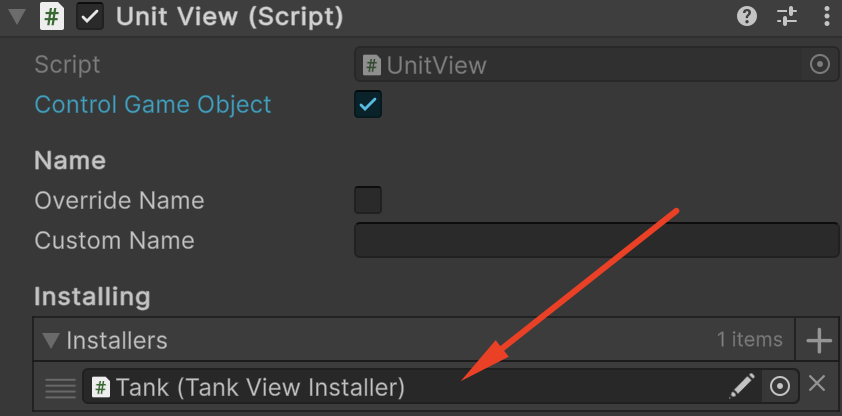 Unit View (Script)
Script
# UnitView
Control Game Object
Name
Override Name
Custom Name
Installing
Installers 1 items
# Tank (Tank View Installer)